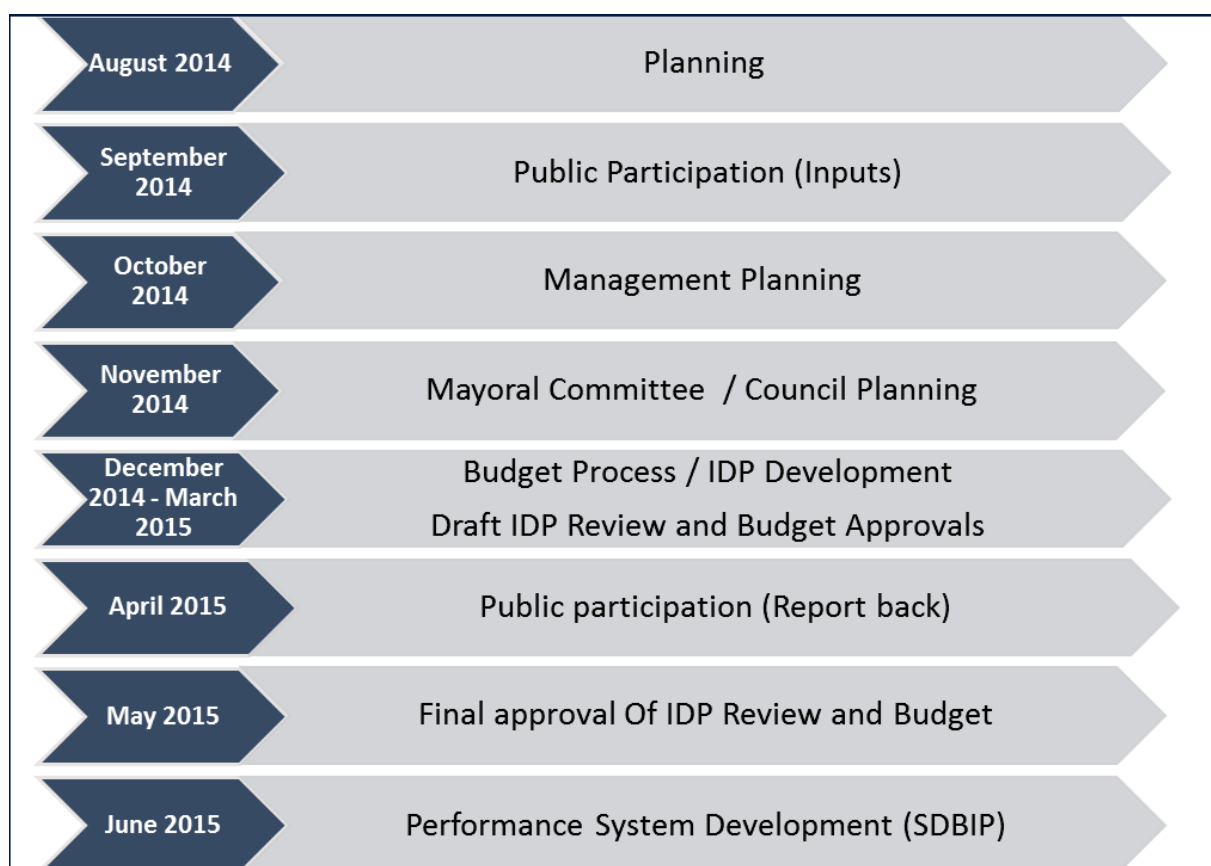 August 2014
Planning
September
2014
Public Participation (Inputs)
October
2014
Management Planning
November
2014
Mayoral Committee  / Council Planning
December
2014 - March
2015
Budget Process / IDP Development
Draft IDP Review and Budget Approvals
April 2015
Public participation (Report back)
May 2015
Final approval Of IDP Review and Budget
June 2015
Performance System Development (SDBIP)